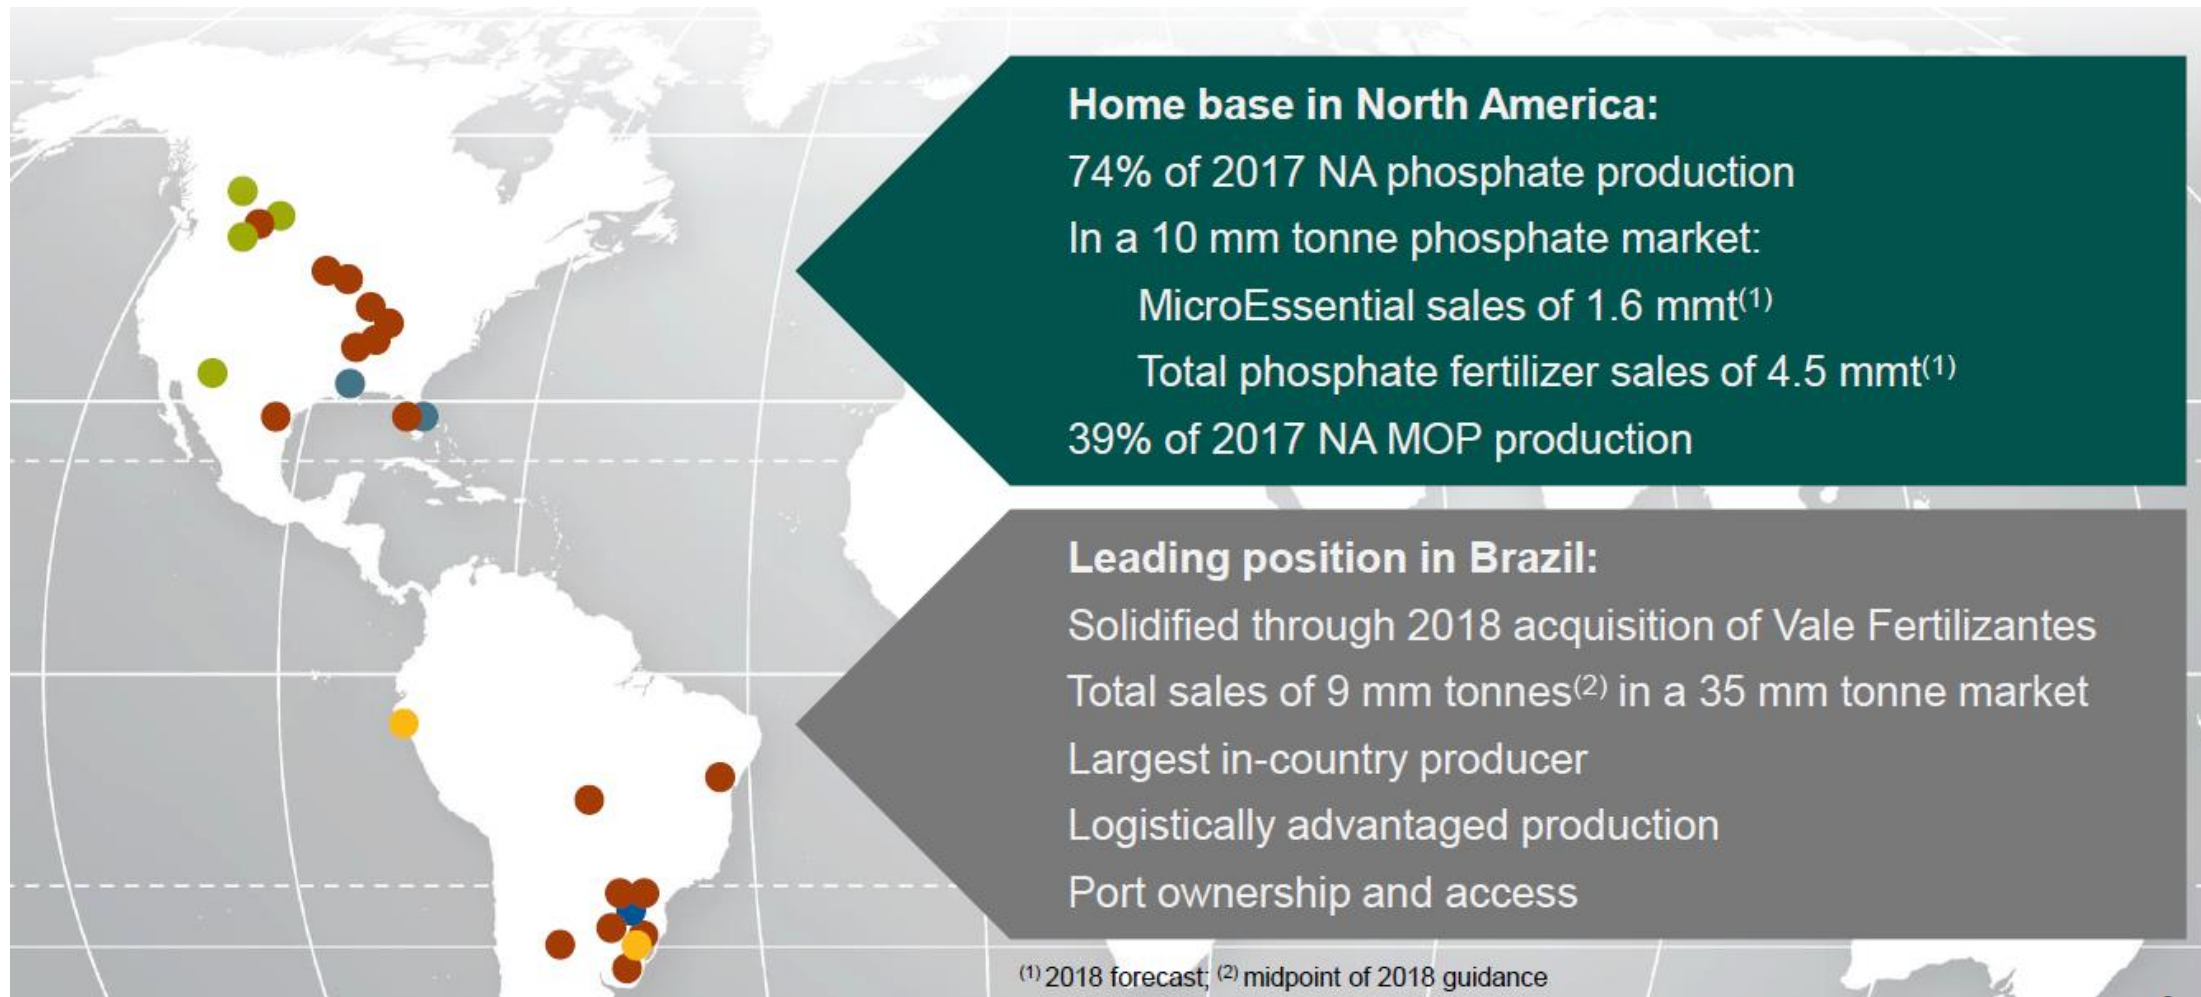 Home base in North America:
74% of 2017 NA phosphate production
In a 10 mm tonne phosphate market:
MicroEssential sales of 1.6 mmt(1)
Total phosphate fertilizer sales of 4.5 mmt(1)
39% of 2017 NA MOP production
Leading position in Brazil:
Solidified through 2018 acquisition of Vale Fertilizantes
Total sales of 9 mm tonnes(2) in a 35 mm tonne market
Largest in-country producer
Logistically advantaged production
Port ownership and access
(1) 2018 forecast; (2) midpoint of 2018 guidance